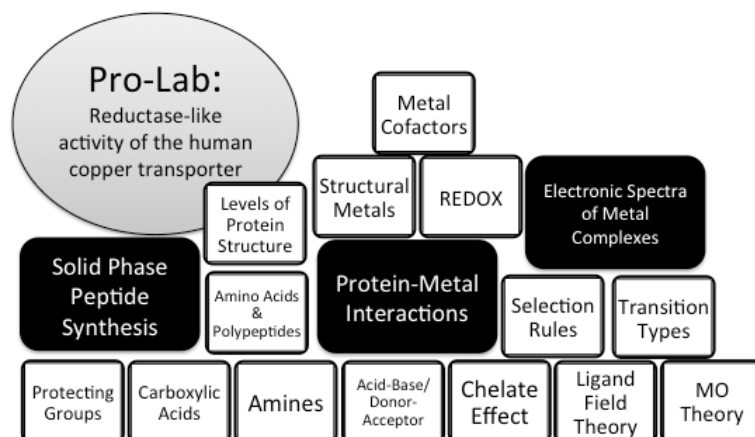 Pro-Lab:
Reductase-like
activity of the human
copper transporter
Metal
Cofactors
Levels of
Protein
Structure
Structural
Metals
REDOX
Electronic Spectra
of Metal
Complexes
Solid Phase
Peptide
Synthesis
Amino Acids
&
Polypeptides
Protein-Metal
Interactions
Selection
Rules
Transition
Types
Protecting
Groups
Carboxylic
Acids
Amines
Acid-Base/
Donor-
Acceptor
Chelate
Effect
Ligand
Field
Theory
MO
Theory